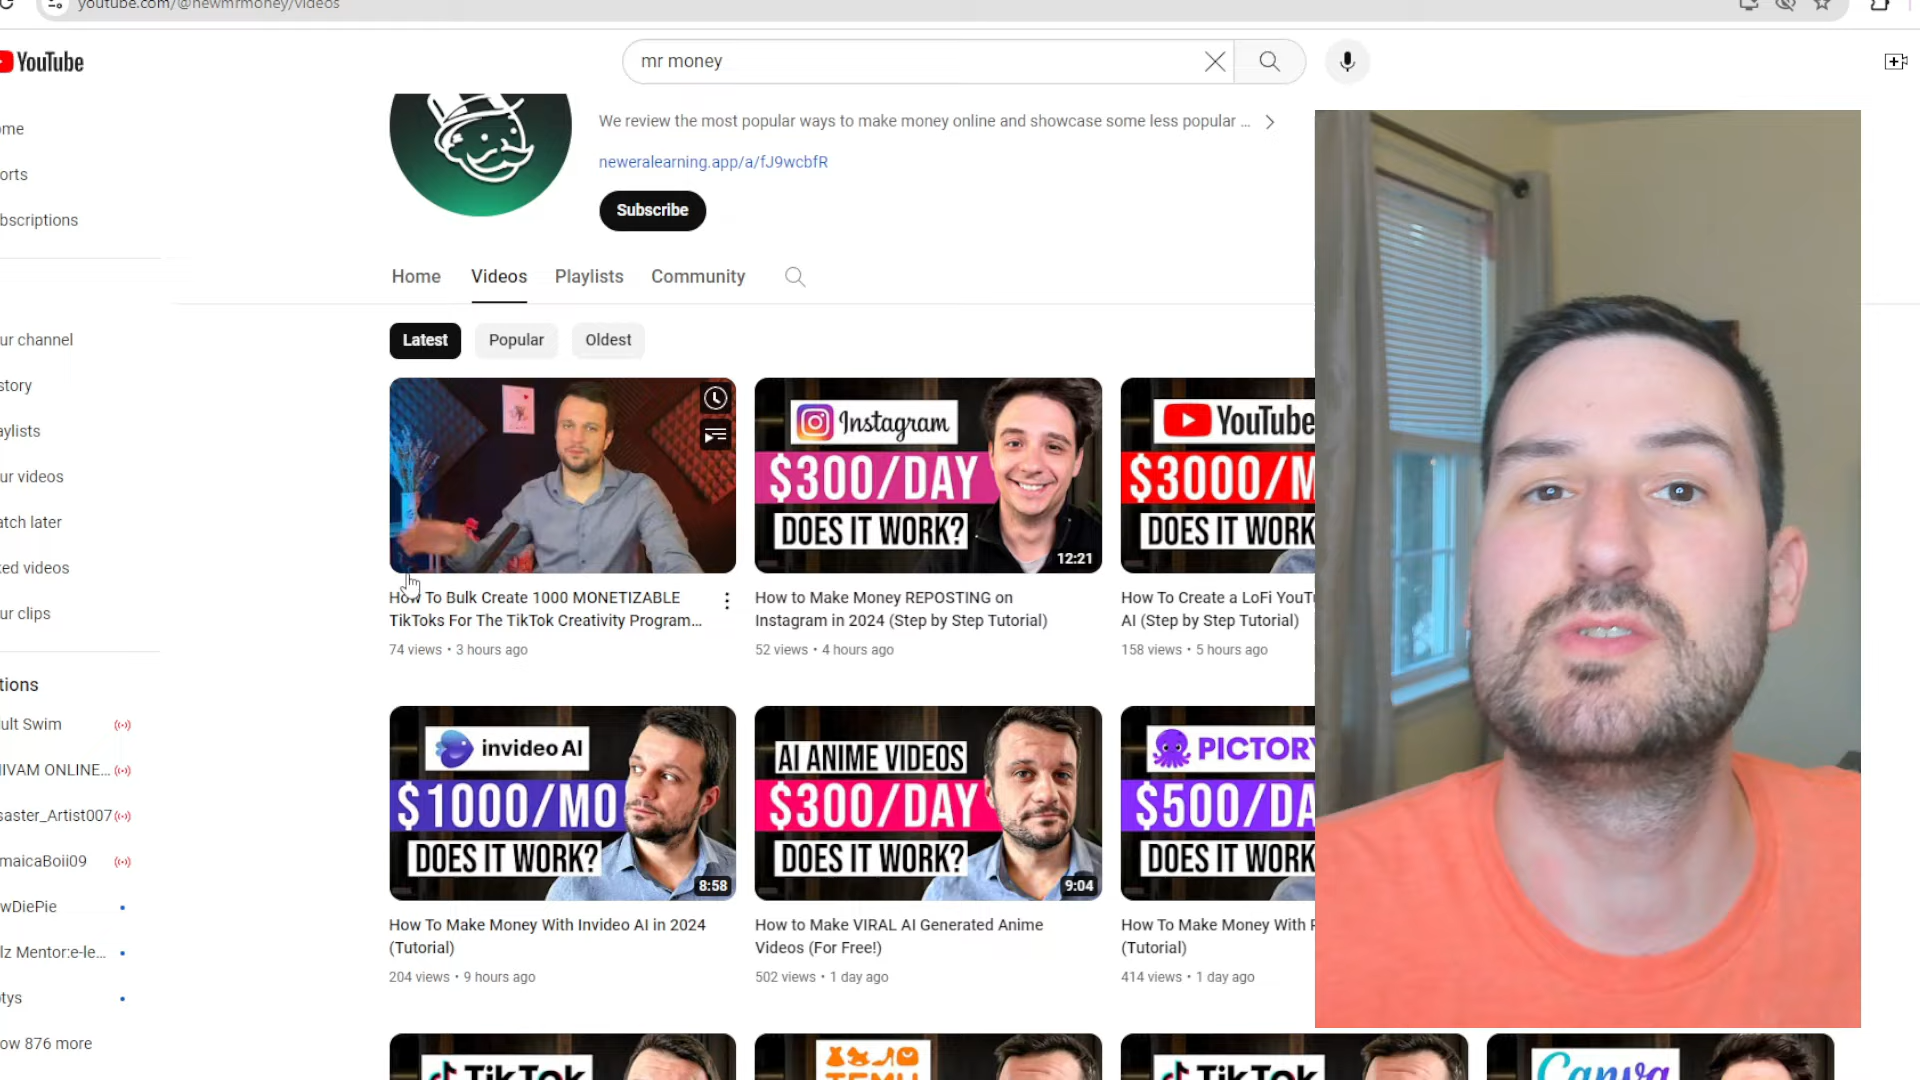 youtube.com/@newmrmoney/videos
YouTube
mr money
ome
orts
bscriptions
ur channel
story
aylists
ur videos
atch later
ked videos
ur clips
tions
ult Swim
IIVAM ONLINE...
saster_Artist007
maicaBoii09
wDiePie
lz Mentor:e-le...
tys
ow 876 more
We review the most popular ways to make money online and showcase some less popular ...
neweralearning.app/a/fJ9wcbfR
Subscribe
Home Videos Playlists Community
Latest Popular Oldest
How To Bulk Create 1000 MONETIZABLE
TikToks For The TikTok Creativity Program...
74 views • 3 hours ago
Instagram
$300/DAY
DOES IT WORK?
12:21
How to Make Money REPOSTING on
Instagram in 2024 (Step by Step Tutorial)
52 views • 4 hours ago
YouTube
$3000/M
DOES IT WORK
How To Create a LoFi YouTu
AI (Step by Step Tutorial)
158 views • 5 hours ago
invideo AI
$1000/MO
DOES IT WORK?
8:58
How To Make Money With Invideo AI in 2024
(Tutorial)
204 views • 9 hours ago
AI ANIME VIDEOS
$300/DAY
DOES IT WORK?
9:04
How to Make VIRAL AI Generated Anime
Videos (For Free!)
502 views • 1 day ago
PICTORY
$500/DA
DOES IT WORK
How To Make Money With P
(Tutorial)
414 views • 1 day ago
TikTok
TEMU
TikTok
Canva